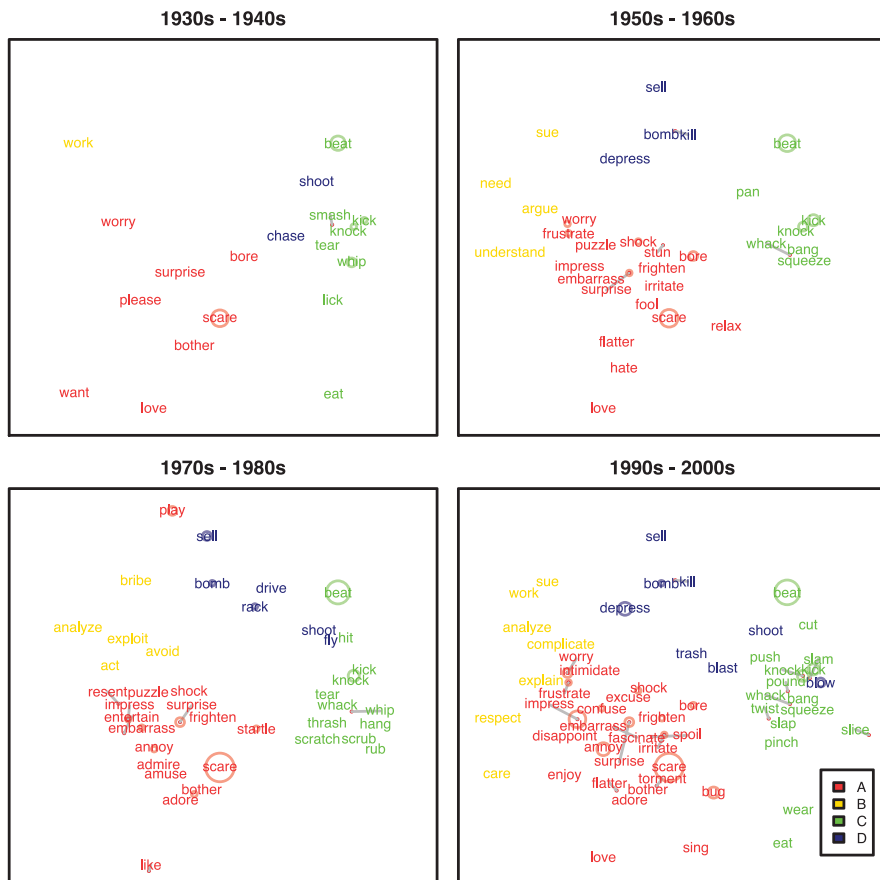 1930s - 1940s
work
beat
shoot
smash
kick
worry
knock
chase
tear
bore
whip
surprise
please
lick
scare
bother
want
eat
love
1950s - 1960s
sell
sue
bomb
kill
beat
depress
need
pan
argue
worry
kick
frustrate
knock
puzzle
shock
whack
bang
understand
stun
bore
squeeze
impress
frighten
embarrass
surprise
irritate
fool
scare
relax
flatter
hate
love
1970s - 1980s
play
sell
bribe
bomb
drive
beat
rack
analyze
shoot
exploit
fly
hit
avoid
act
kick
knock
resent
puzzle
shock
tear
impress
surprise
whack
whip
entertain
frighten
embarrass
startle
thrash
hang
scratch
scrub
annoy
rub
admire
scare
amuse
bother
adore
like
1990s - 2000s
sell
sue
bomb
kill
work
beat
depress
analyze
cut
shoot
complicate
worry
trash
push
slam
intimidate
blast
knock
kick
explain
pound
blow
frustrate
shock
whack
bang
impress
excuse
bore
twist
squeeze
confuse
respect
embarrass
frighten
slap
slice
disappoint
fascinate
spoil
annoy
irritate
pinch
surprise
care
enjoy
scare
flatter
torment
bother
bug
adore
wear
love
sing
eat
A
B
C
D